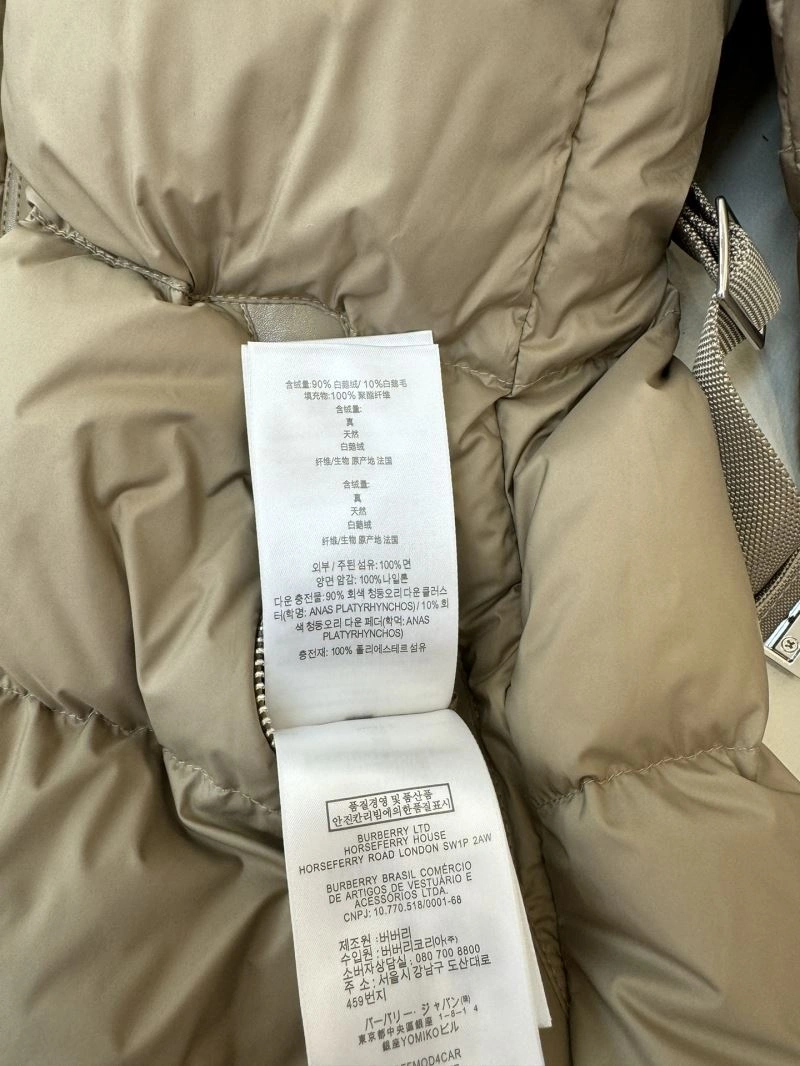 含绒量:90% 白鹅绒/ 10%白鹅毛
填充物:100% 聚酯纤维
含绒量:
真
天然
白鹅绒
纤维/生物 原产地 法国
含绒量:
真
天然
白鹅绒
纤维/生物 原产地 法国
외부 / 주된 섬유: 100%면
양면 암감: 100%나일론
다운 충전물: 90% 회색 청둥오리 다운 클러스
터(학명: ANAS PLATYRHYNCHOS) / 10% 회
색 청둥오리 다운 페더(학먹: ANAS
PLATYRHYNCHOS)
충전재: 100% 폴리에스테르 섬유
품질경영 및 품산품
안진칸리빔에의한품질표시
BURBERRY LTD
HORSEFERRY HOUSE
HORSEFERRY ROAD LONDON SW1P 2AW
BURBERRY BRASIL COMÉRCIO
DE ARTIGOS DE VESTUÁRIO E
ACESSÓRIOS LTDA.
CNPJ: 10.770.518/0001-68
제조원 :버버리
수입원 : 버버리코리아(주)
소비자상담실 : 080 700 8800
주 소 : 서울시 강남구 도산대로
459번지
バーバリー・ジャパン(株)
東京都中央區銀座 1-8-1 4
銀座YOMIKOビル